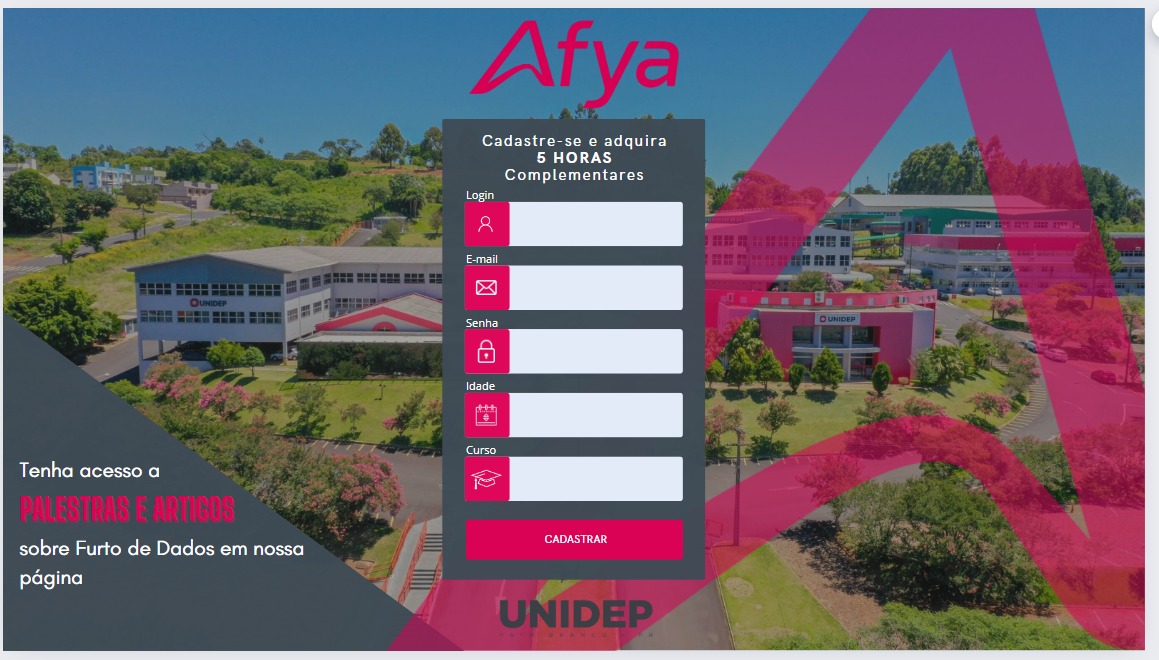 Afya
Cadastre-se e adquira
5 HORAS
Complementares
Login
E-mail
Senha
Idade
Curso
CADASTRAR
UNIDEP
UNIDEP
Tenha acesso a
PALESTRAS E ARTIGOS
sobre Furto de Dados em nossa
página
UNIDEP